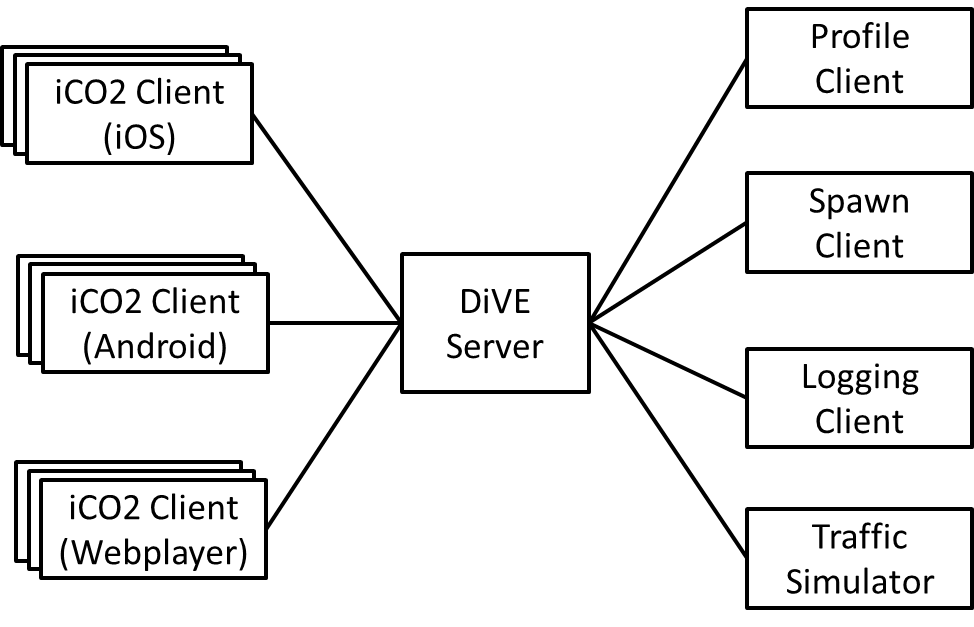 iCO2 Client
(iOS)
iCO2 Client
(Android)
iCO2 Client
(Webplayer)
DiVE
Server
Profile
Client
Spawn
Client
Logging
Client
Traffic
Simulator